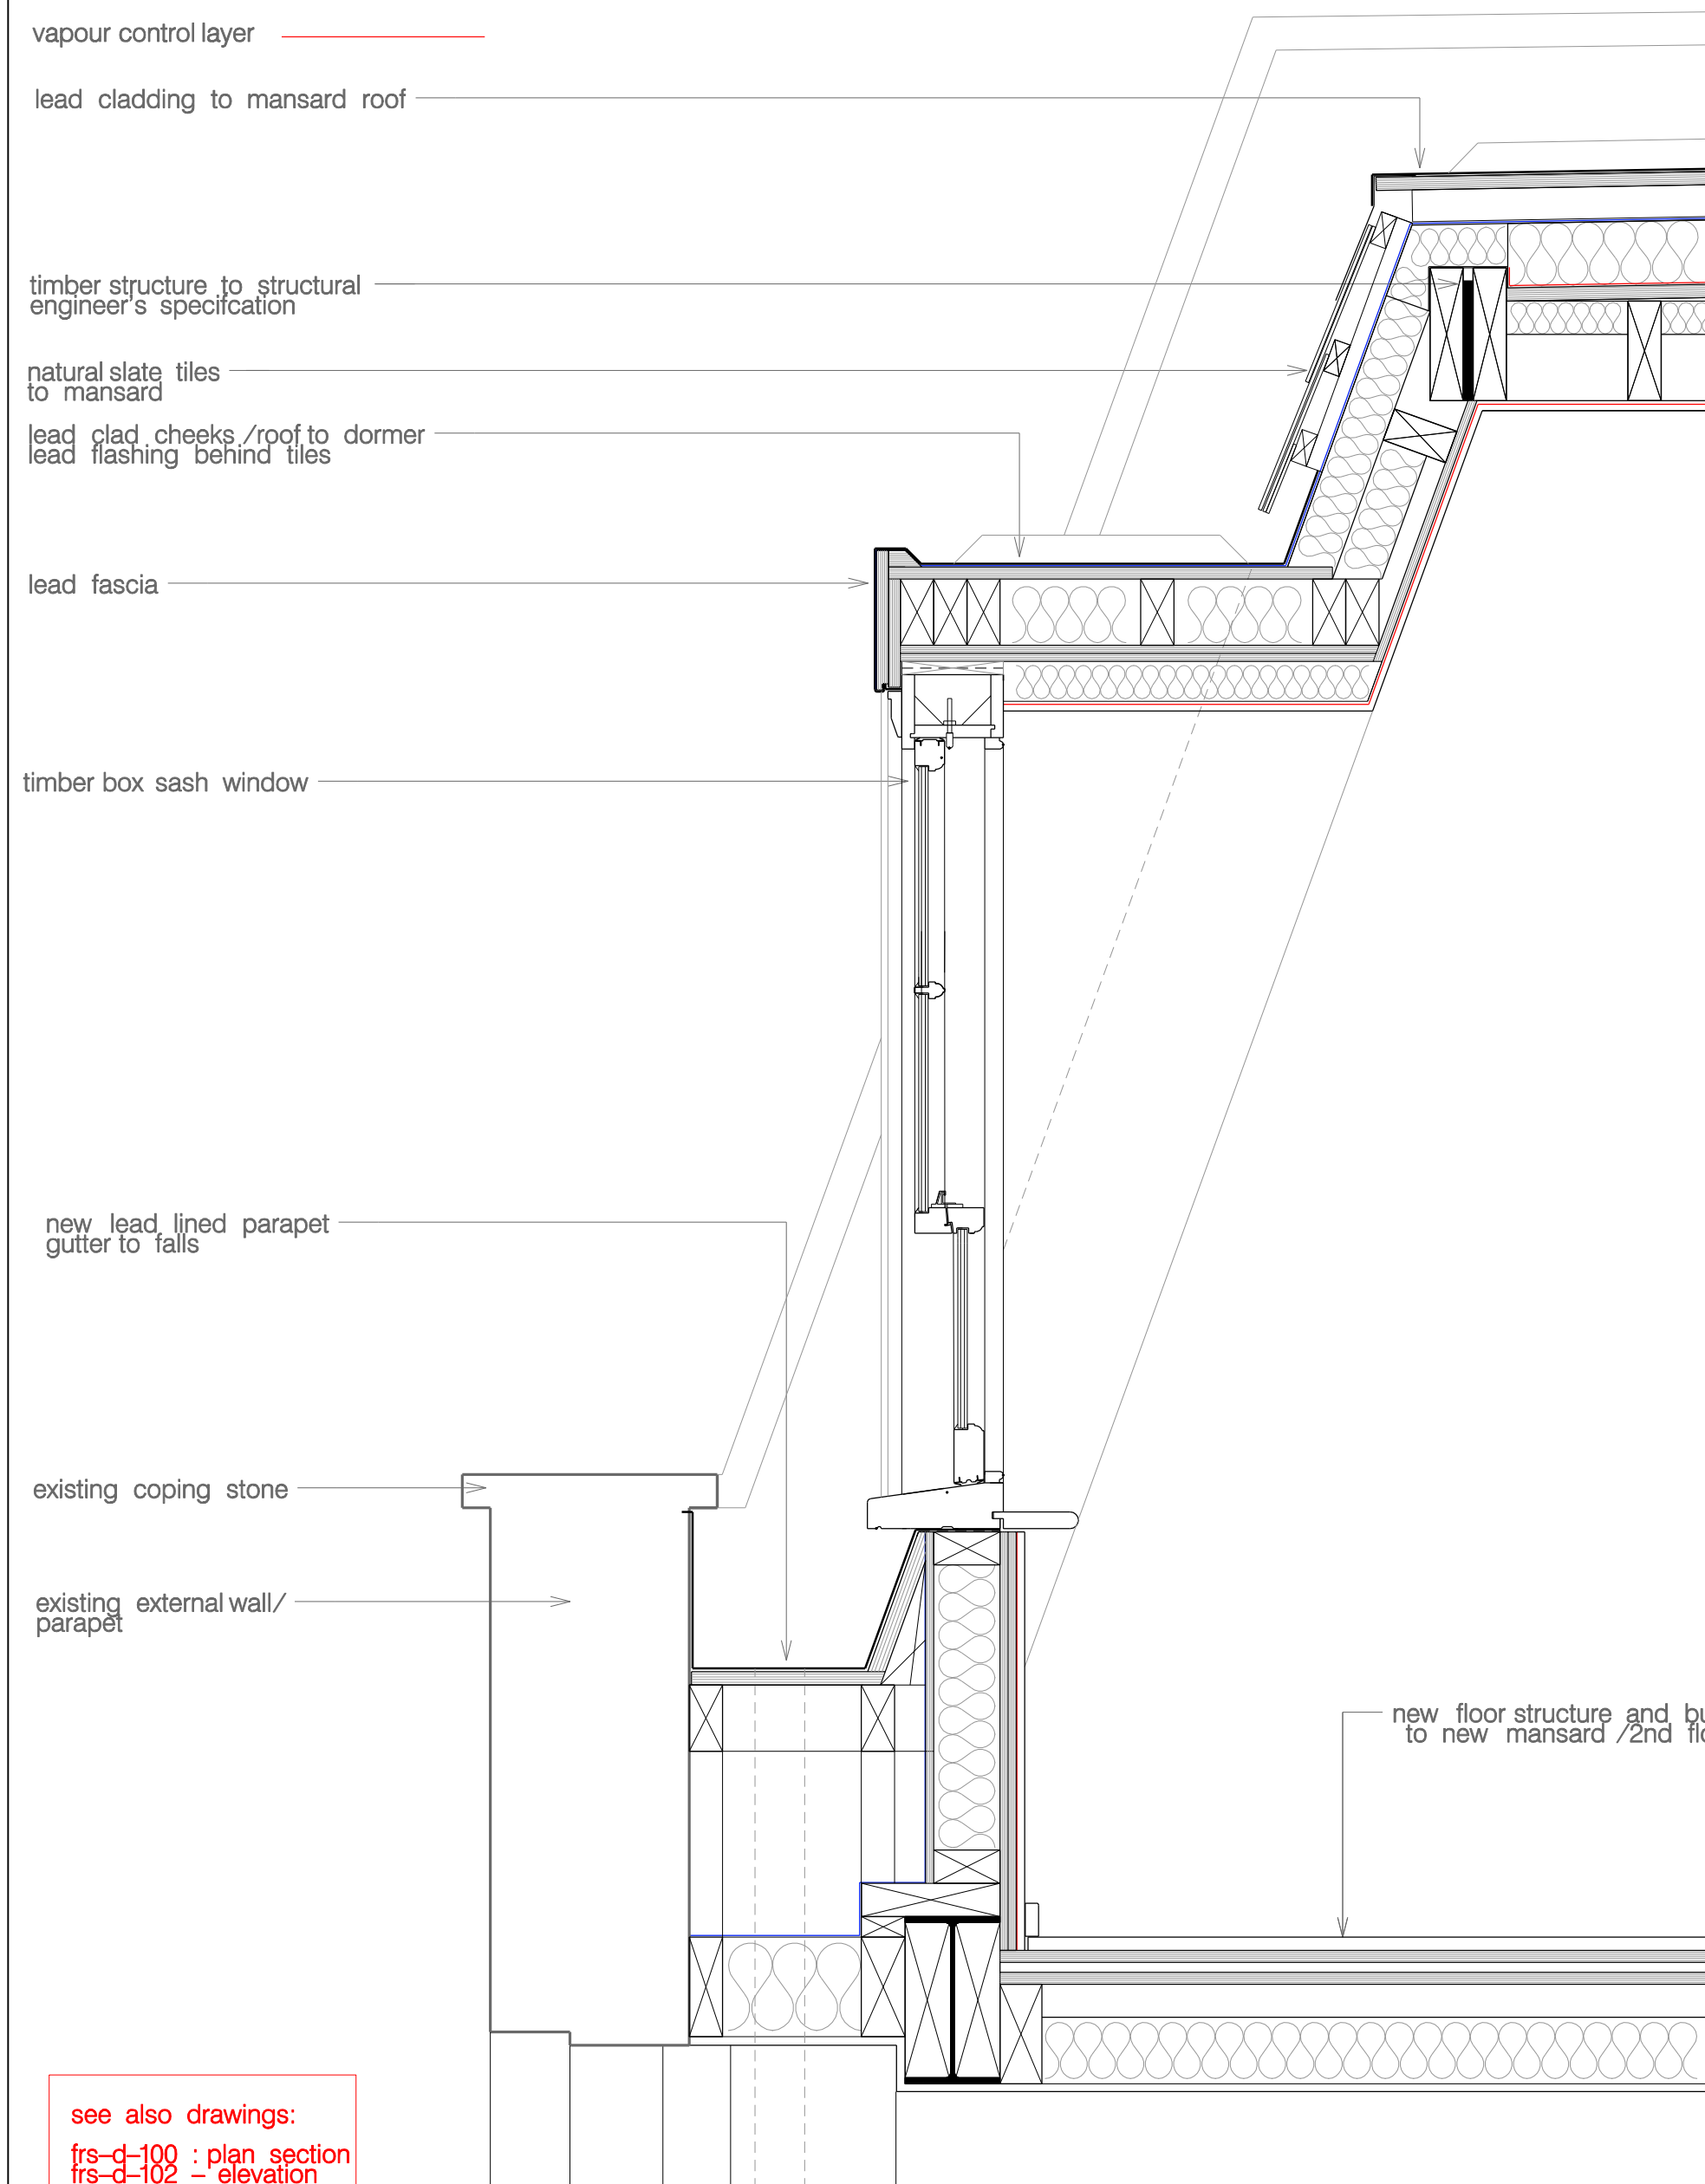 vapour control layer
lead cladding to mansard roof
timber structure to structural
engineer's specifcation
natural slate tiles
to mansard
lead clad cheeks /roof to dormer
lead flashing behind tiles
lead fascia
timber box sash window
new lead lined parapet
gutter to falls
existing coping stone
existing external wall/
parapet
new floor structure and
to new mansard /2nd
see also drawings:
frs-d-100 : plan section
frs-d-102 - elevation